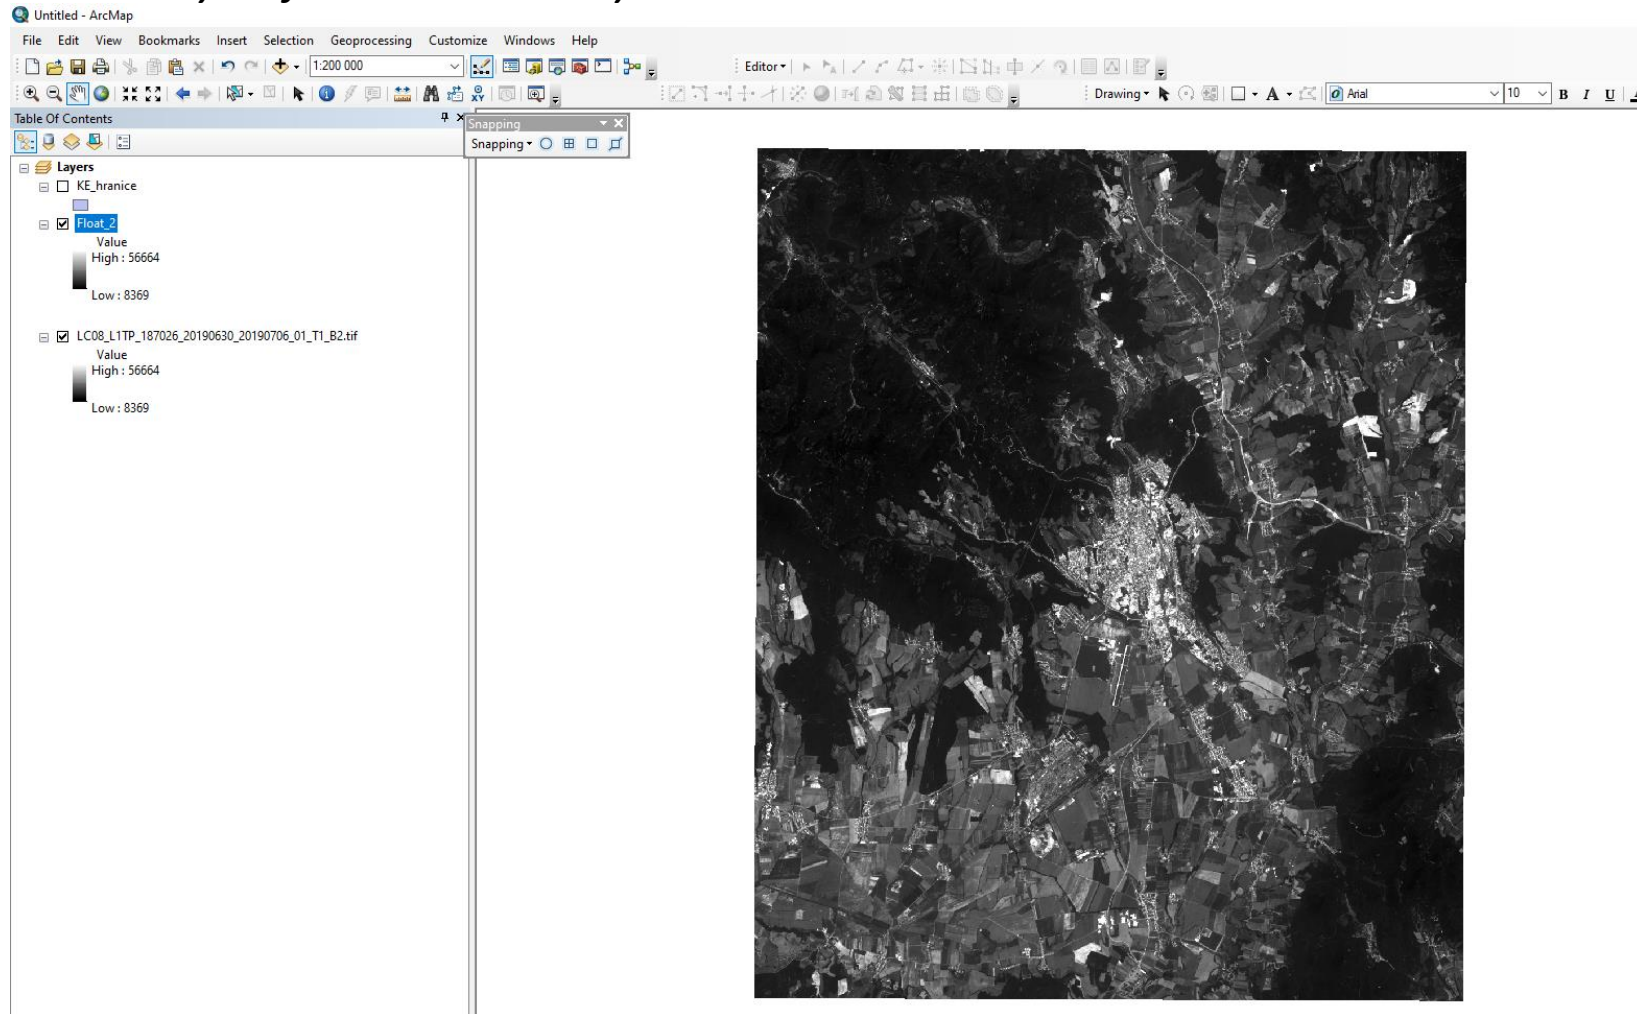 Untitled - ArcMap
File Edit View Bookmarks Insert Selection Geoprocessing Customize Windows Help
1:200 000
Editor
Drawing A Arial 10 B I U A
Table Of Contents
Snapping
Snapping
Layers
KE_hranice
Float_2
Value
High : 56664
Low : 8369
LC08_L1TP_187026_20190630_20190706_01_T1_B2.tif
Value
High : 56664
Low : 8369